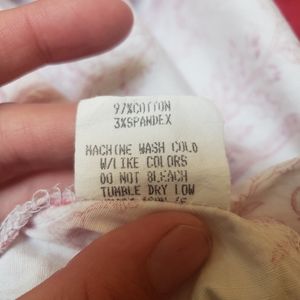 97%COTTON
3%SPANDEX
MACHINE WASH COLD
W/LIKE COLORS
DO NOT BLEACH
TUMBLE DRY LOW